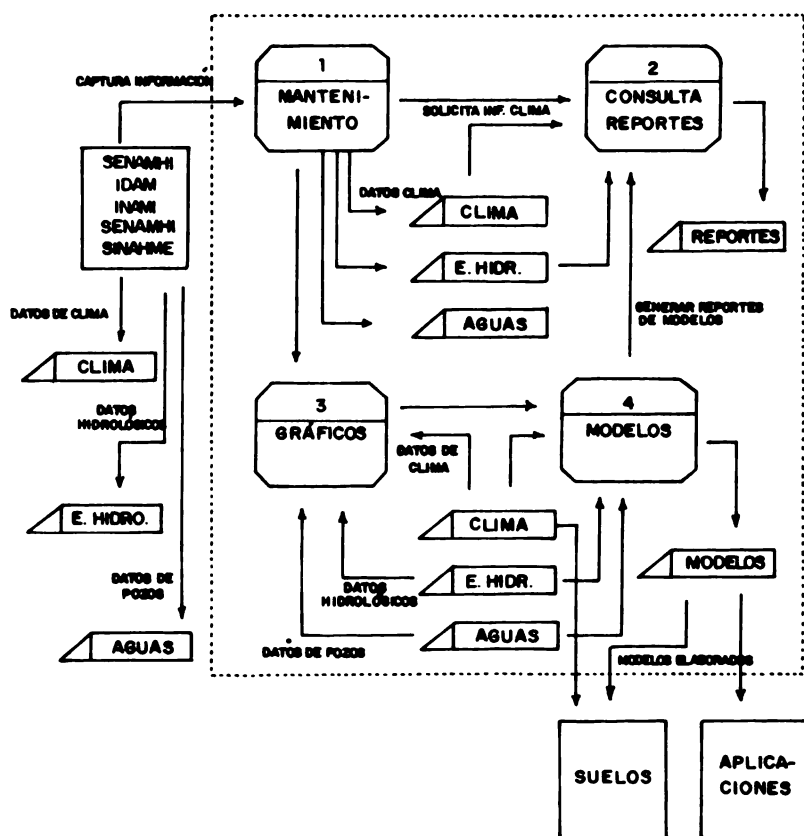 CAPTURA INFORMACIÓN
1
MANTENI-
MIENTO
2
CONSULTA
REPORTES
SOLICITA INF. CLIMA
SENAMHI
IDAM
INAMI
SENAMHI
SINAHME
DATOS CLIMA
CLIMA
E. HIDR.
AGUAS
REPORTES
GENERAR REPORTES
DE MODELOS
DATOS DE CLIMA
CLIMA
DATOS
HIDROLÓGICOS
E. HIDRO.
DATOS DE
POZOS
AGUAS
3
GRÁFICOS
4
MODELOS
DATOS DE
CLIMA
CLIMA
E. HIDR.
AGUAS
DATOS
HIDROLÓGICOS
DATOS DE POZOS
MODELOS
MODELOS ELABORADOS
SUELOS
APLICA-
CIONES